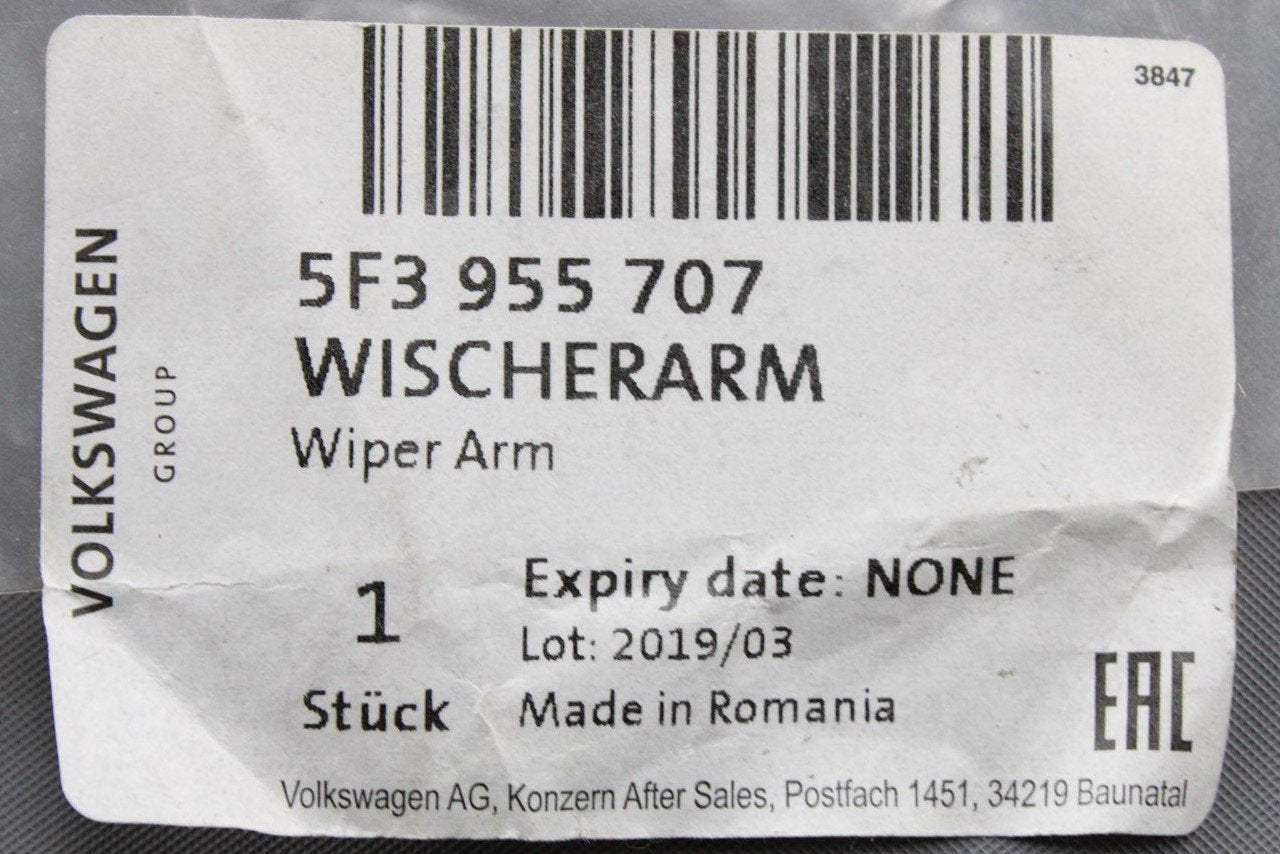 3847
VOLKSWAGEN
GROUP
5F3 955 707
WISCHERARM
Wiper Arm
1
Stück
Expiry date: NONE
Lot: 2019/03
Made in Romania
EAC
Volkswagen AG, Konzern After Sales, Postfach 1451, 34219 Baunatal